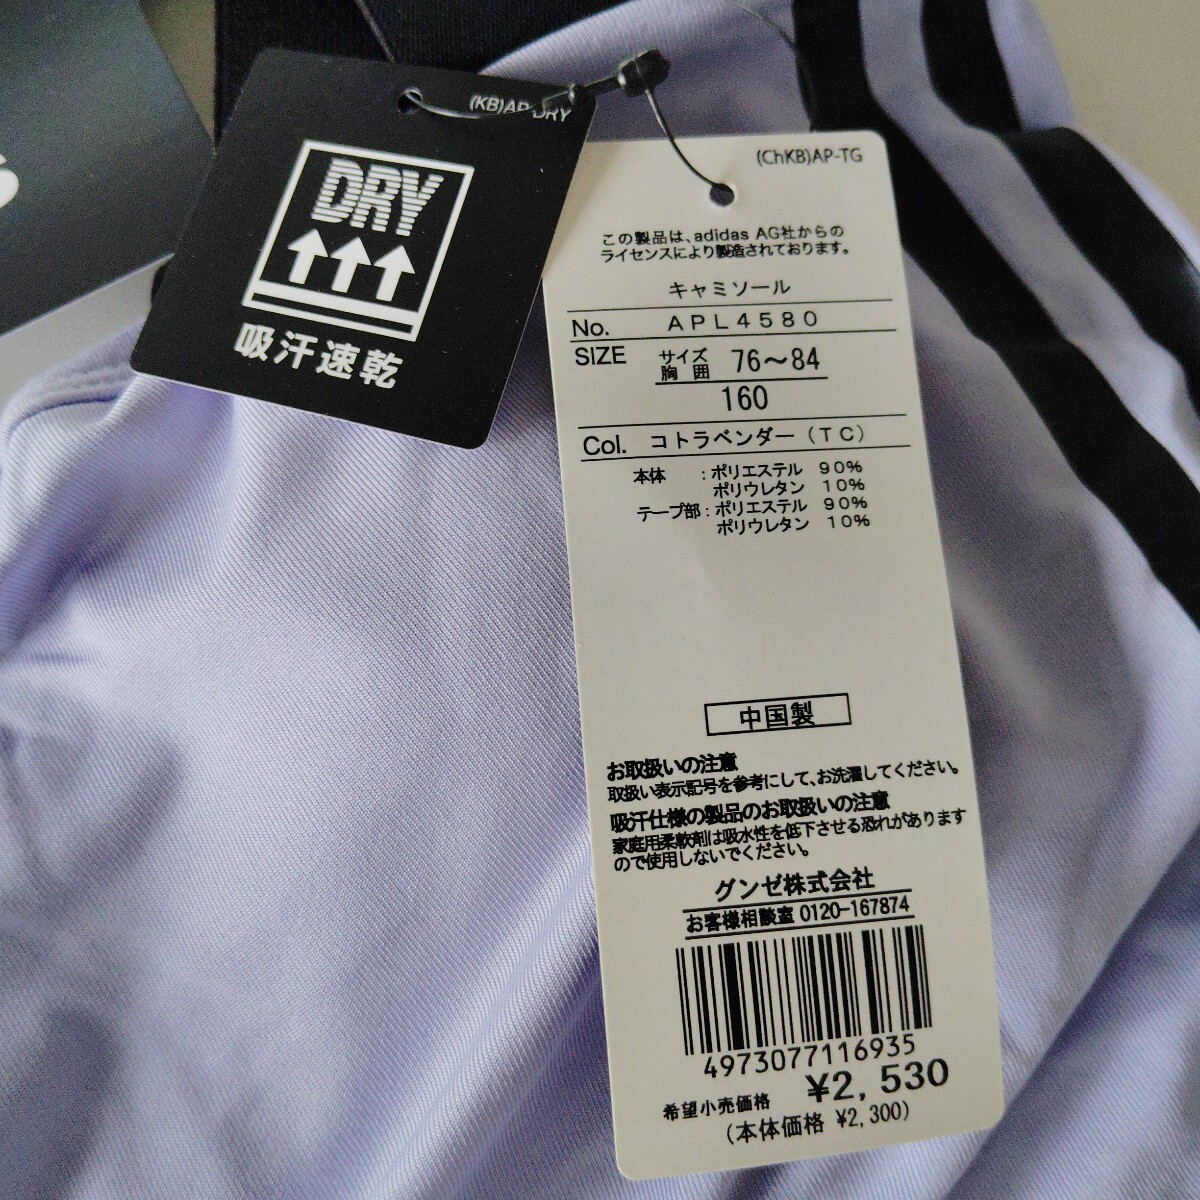 (KB)AP-DRY
DRY
吸汗速乾
(ChKB)AP-TG
この製品は、adidas AG社からの
ライセンスにより製造されております。
キャミソール
No. APL4580
SIZE サイズ 胸囲 76～84
160
Col. コトラベンダー(TC)
本体 :ポリエステル 90%
ポリウレタン 10%
テープ部:ポリエステル 90%
ポリウレタン 10%
中国製
お取扱いの注意
取扱い表示記号を参考にして、お洗濯してください。
吸汗仕様の製品のお取扱いの注意
家庭用柔軟剤は吸水性を低下させる恐れがあります
ので使用しないでください。
グンゼ株式会社
お客様相談室 0120-167874
4973077116935
希望小売価格 ¥2,530
(本体価格 ¥2,300)